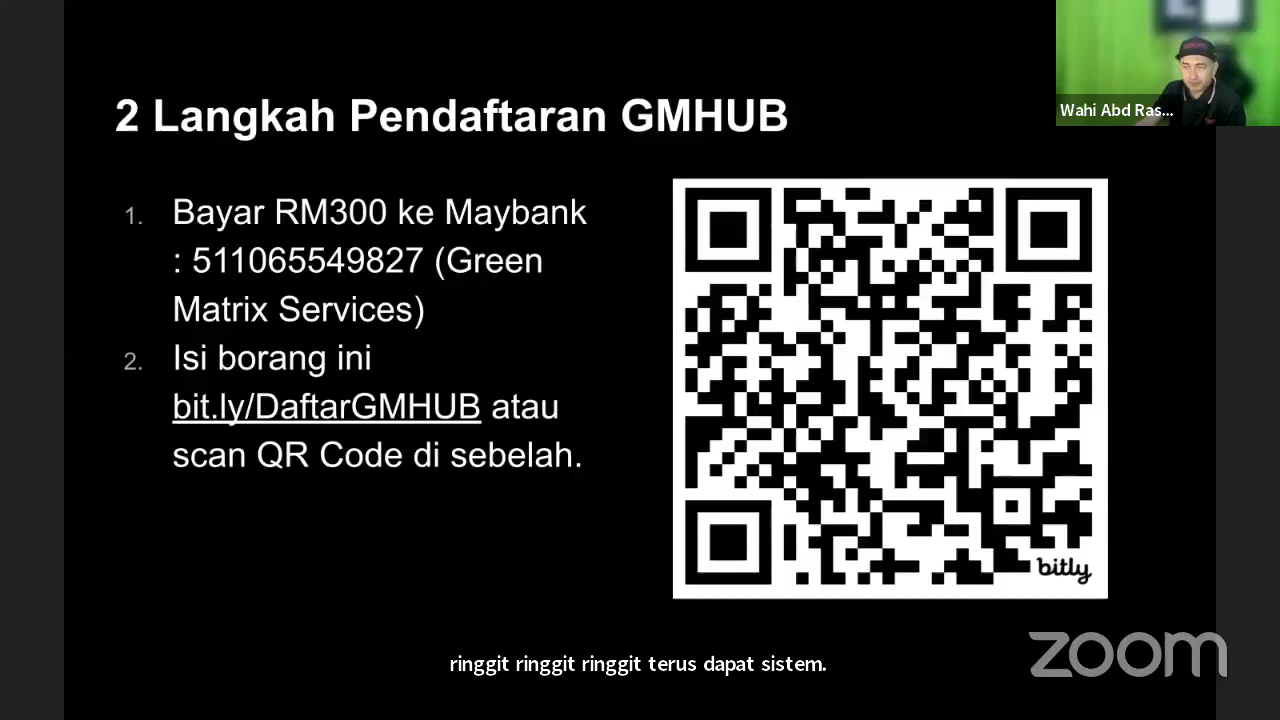 2 Langkah Pendaftaran GMHUB
Wahi Abd Ras...
1. Bayar RM300 ke Maybank
: 511065549827 (Green
Matrix Services)
2. Isi borang ini
bit.ly/DaftarGMHUB atau
scan QR Code di sebelah.
bitly
zoom
ringgit ringgit ringgit terus dapat sistem.